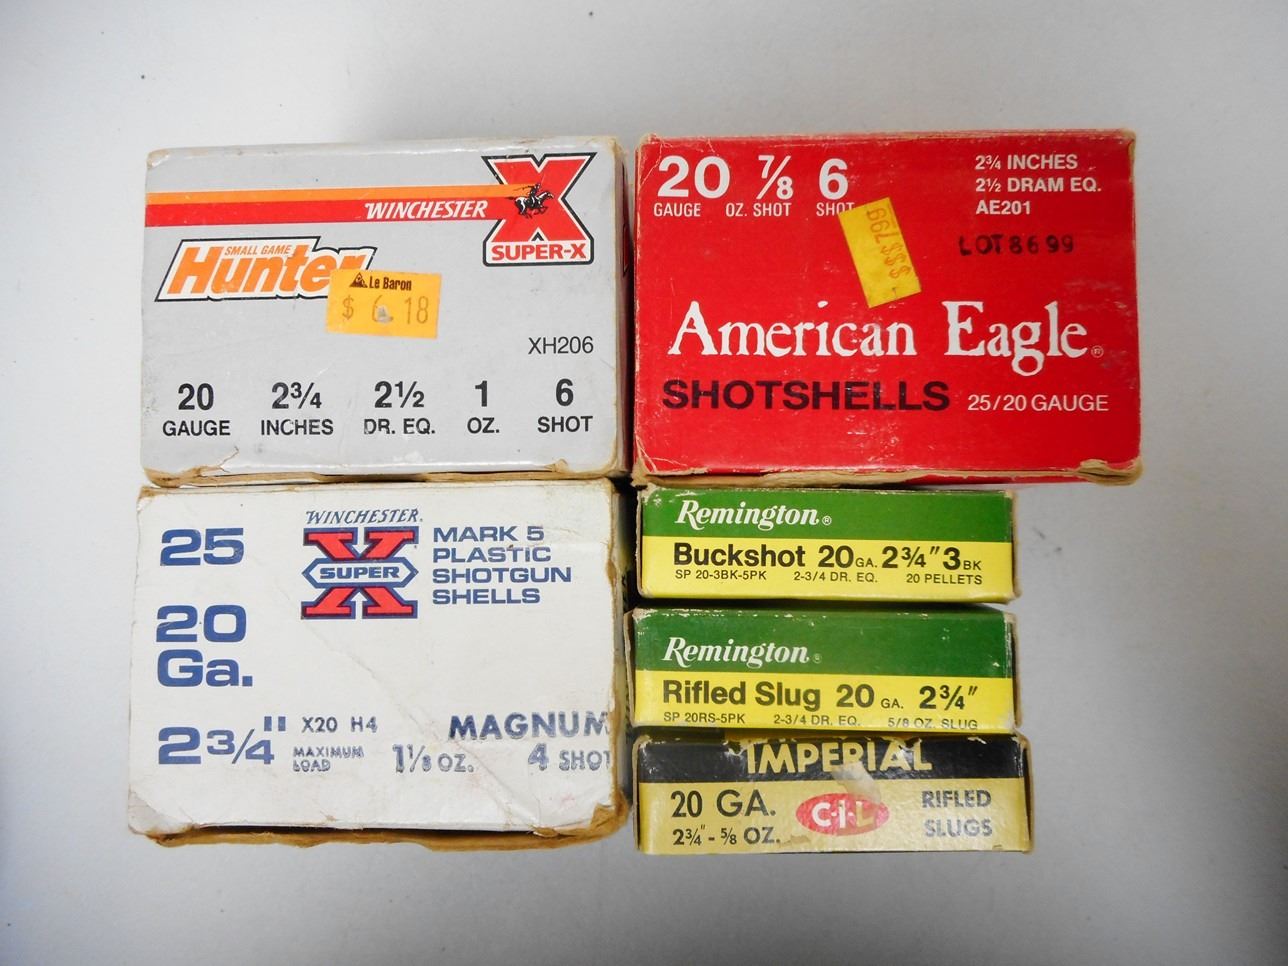 WINCHESTER
X
SUPER-X
SMALL GAME
Hunter
Le Baron
$ 6.18
XH206
20 2¾ 2½ 1 6
GAUGE INCHES DR. EQ. OZ. SHOT
20 ⅞ 6
GAUGE OZ. SHOT SHOT
2¾ INCHES
2½ DRAM EQ.
AE201
LOT 86 99
$$$799
American Eagle®
SHOTSHELLS 25/20 GAUGE
25
20
Ga.
2¾"
WINCHESTER®
X
SUPER
MARK 5
PLASTIC
SHOTGUN
SHELLS
X20 H4
MAXIMUM
LOAD
MAGNUM
1⅛ OZ. 4 SHOT
Remington®
Buckshot 20 GA. 2¾" 3 BK
SP 20-3BK-5PK 2-3/4 DR. EQ. 20 PELLETS
Remington®
Rifled Slug 20 GA. 2¾"
SP 20RS-5PK 2-3/4 DR. EQ. 5/8 OZ. SLUG
IMPERIAL
20 GA.
2¾" - ⅝ OZ.
C·I·L
RIFLED
SLUGS